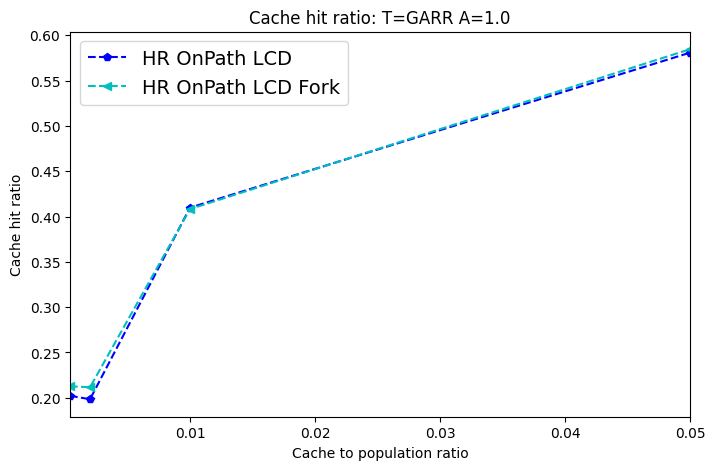 Cache hit ratio: T=GARR A=1.0
HR OnPath LCD
HR OnPath LCD Fork
0.60
0.55
0.50
0.45
0.40
0.35
0.30
0.25
0.20
Cache hit ratio
0.01
0.02
0.03
0.04
0.05
Cache to population ratio